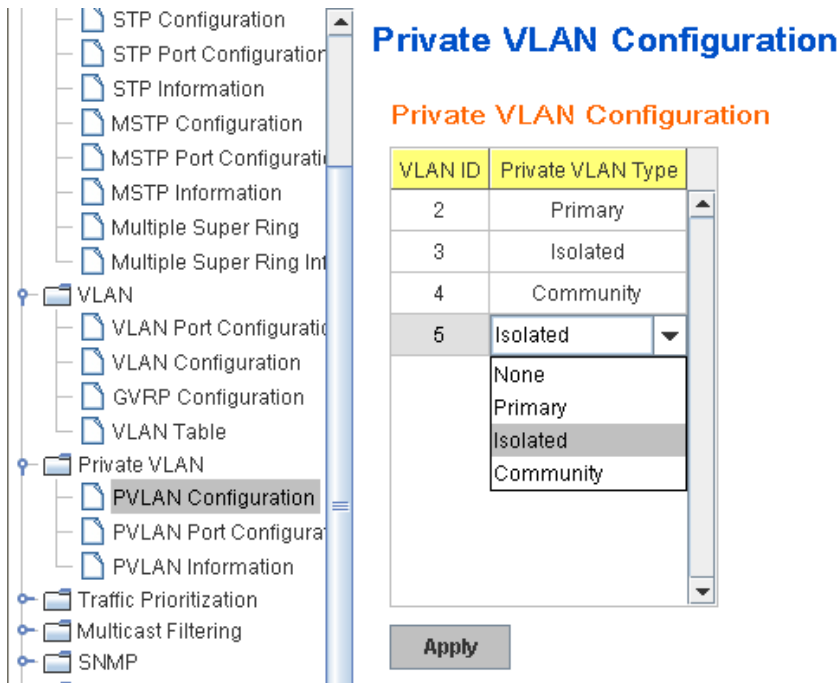 STP Configuration
STP Port Configuration
STP Information
MSTP Configuration
MSTP Port Configurati
MSTP Information
Multiple Super Ring
Multiple Super Ring Inf
VLAN
VLAN Port Configuratio
VLAN Configuration
GVRP Configuration
VLAN Table
Private VLAN
PVLAN Configuration
PVLAN Port Configurat
PVLAN Information
Traffic Prioritization
Multicast Filtering
SNMP
Private VLAN Configuration
Private VLAN Configuration
VLAN ID Private VLAN Type
2 Primary
3 Isolated
4 Community
5 Isolated
None
Primary
Isolated
Community
Apply